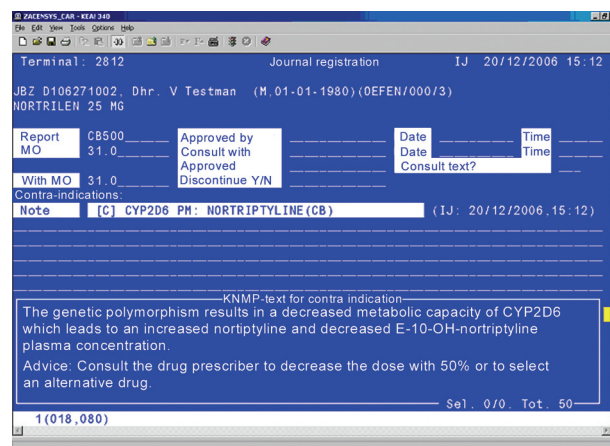 ZACENSYS_CAR - KEAI 340
File Edit View Tools Options Help
Terminal: 2812 Journal registration IJ 20/12/2006 15:12
JBZ D106271002, Dhr. V Testman (M,01-01-1980)(OEFEN/000/3)
NORTRILEN 25 MG
Report CB500 Approved by Date Time
MO 31.0 Consult with Date Time
Approved Consult text?
With MO 31.0 Discontinue Y/N
Contra-indications:
Note [C] CYP2D6 PM: NORTRIPTYLINE(CB) (IJ: 20/12/2006,15:12)
KNMP-text for contra indication
The genetic polymorphism results in a decreased metabolic capacity of CYP2D6
which leads to an increased nortiptyline and decreased E-10-OH-nortriptyline
plasma concentration.
Advice: Consult the drug prescriber to decrease the dose with 50% or to select
an alternative drug.
Sel. 0/0. Tot. 50
1(018,080)